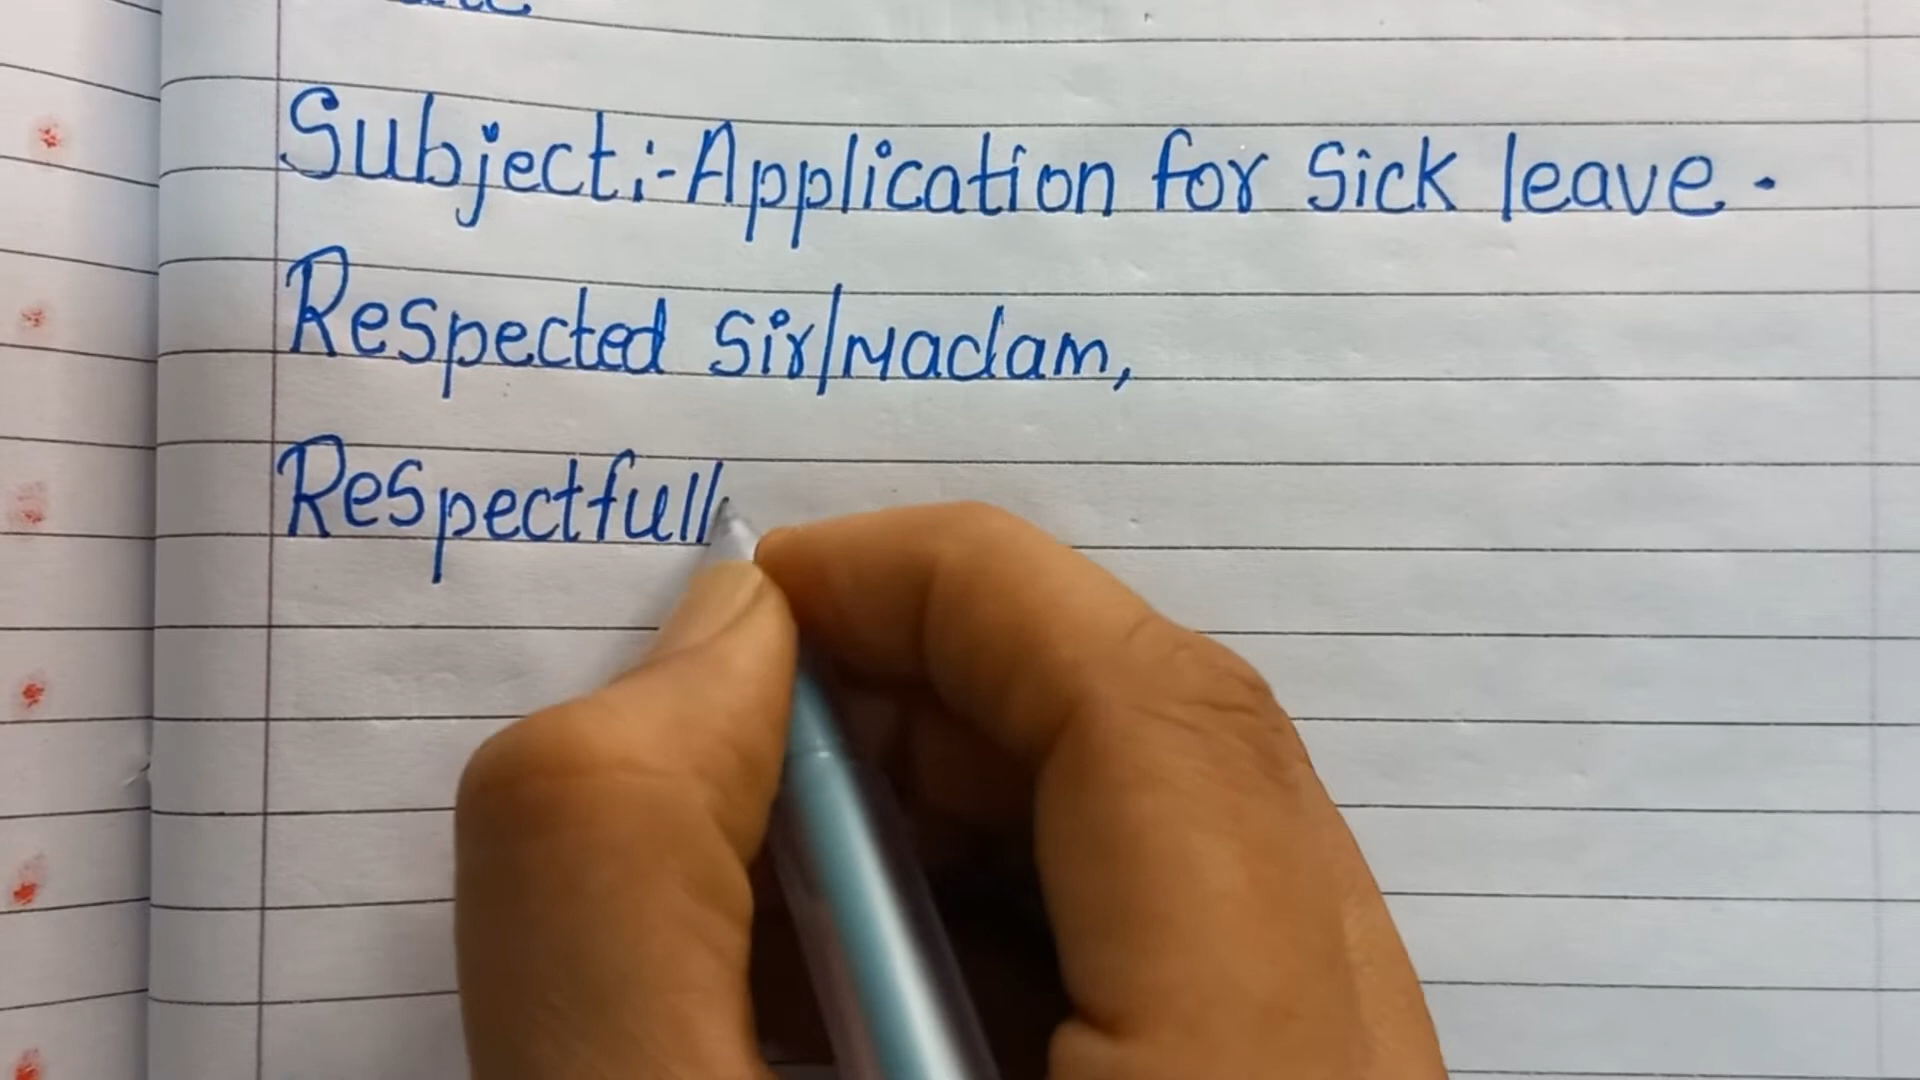 Subject:-Application for Sick leave.
Respected Sir/Madam,
Respectfull